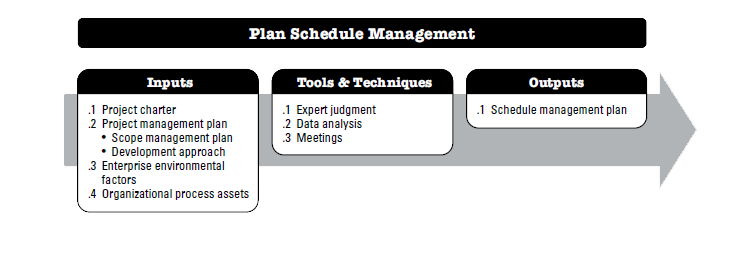 Plan Schedule Management
Inputs
.1 Project charter
.2 Project management plan
• Scope management plan
• Development approach
.3 Enterprise environmental
factors
.4 Organizational process assets
Tools & Techniques
.1 Expert judgment
.2 Data analysis
.3 Meetings
Outputs
.1 Schedule management plan